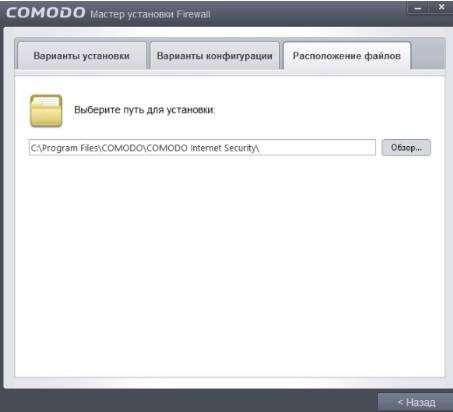 COMODO Мастер установки Firewall
Варианты установки Варианты конфигурации Расположение файлов
Выберите путь для установки:
C:\Program Files\COMODO\COMODO Internet Security\ Обзор...
< Назад